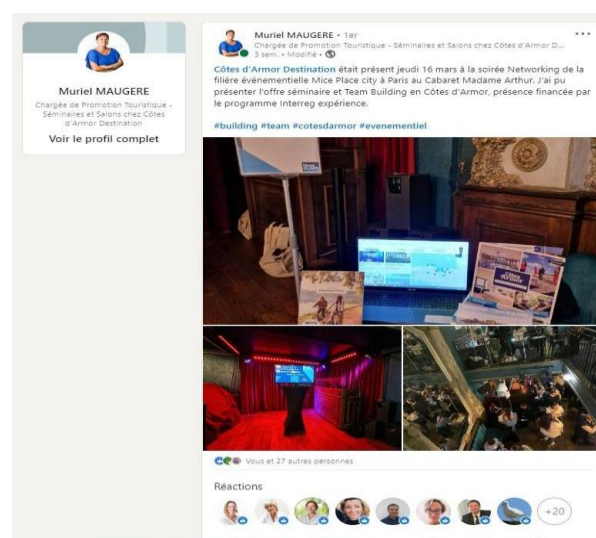 Muriel MAUGERE
Chargée de Promotion Touristique -
Séminaires et Salons chez Côtes
d'Armor Destination
Voir le profil complet
Muriel MAUGERE • 1er
Chargée de Promotion Touristique - Séminaires et Salons chez Côtes d'Armor D...
3 sem. • Modifié •
Côtes d'Armor Destination était présent jeudi 16 mars à la soirée Networking de la
filière événementielle Mice Place city à Paris au Cabaret Madame Arthur. J'ai pu
présenter l'offre séminaire et Team Building en Côtes d'Armor, présence financée par
le programme Interreg expérience.
#building #team #cotesdarmor #evenementiel
Vous et 27 autres personnes
Réactions
+20